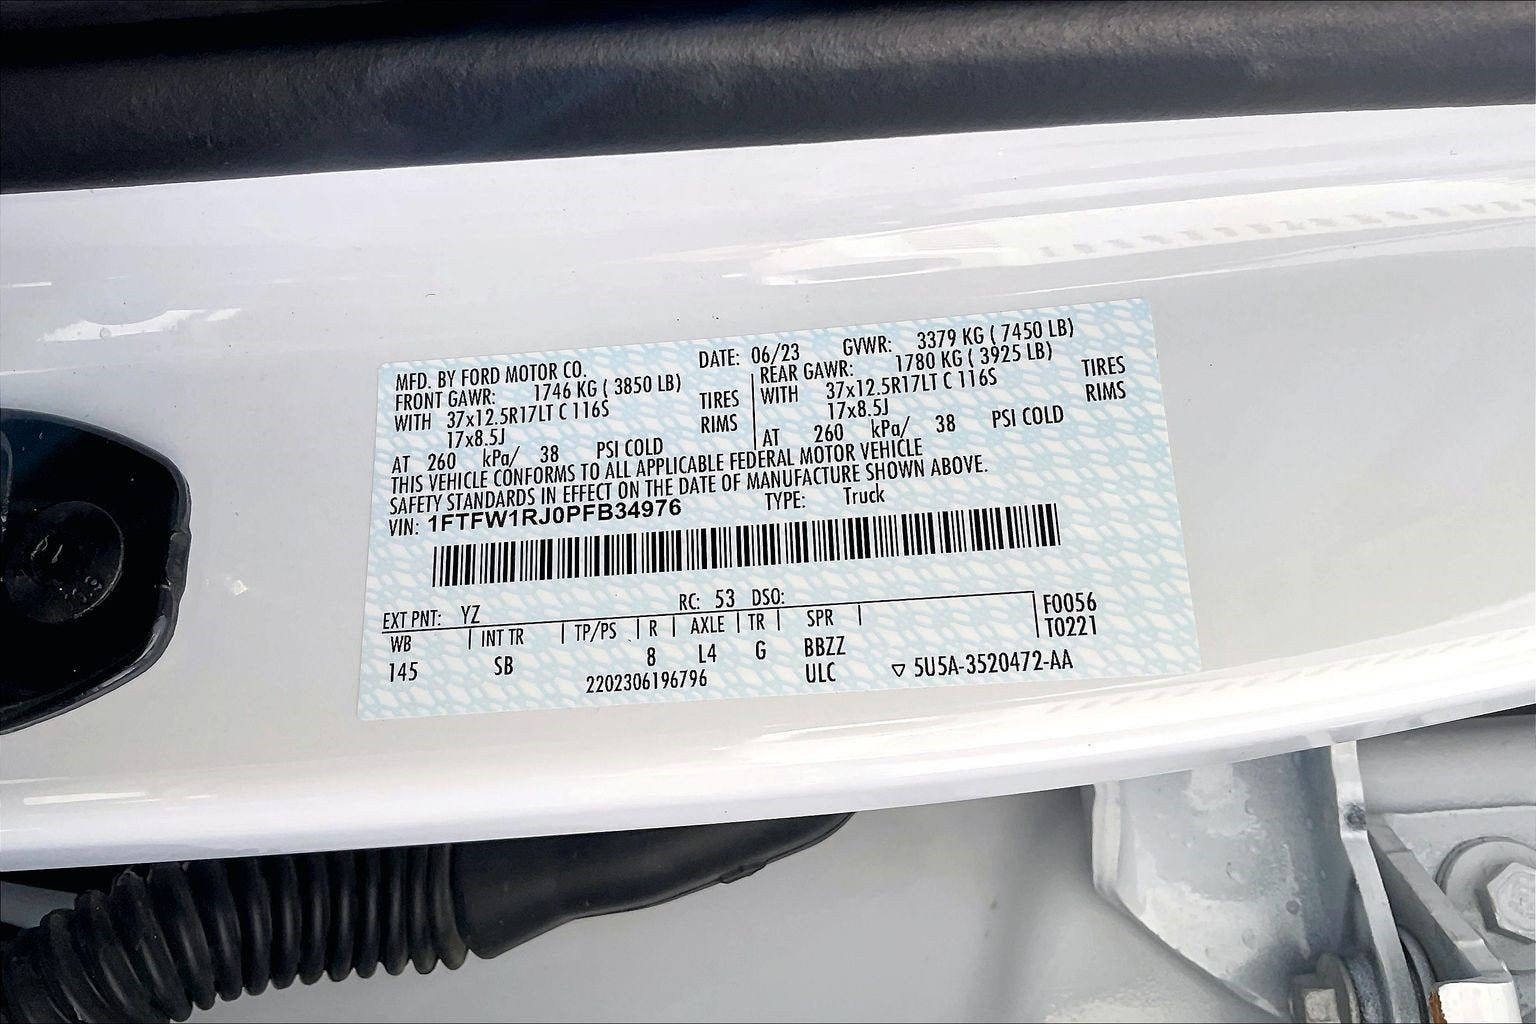 MFD. BY FORD MOTOR CO. DATE: 06/23 GVWR: 3379 KG ( 7450 LB)
FRONT GAWR: 1746 KG ( 3850 LB) REAR GAWR: 1780 KG ( 3925 LB)
WITH 37x12.5R17LT C 116S TIRES WITH 37x12.5R17LT C 116S TIRES
17x8.5J RIMS 17x8.5J RIMS
AT 260 kPa/ 38 PSI COLD AT 260 kPa/ 38 PSI COLD
THIS VEHICLE CONFORMS TO ALL APPLICABLE FEDERAL MOTOR VEHICLE
SAFETY STANDARDS IN EFFECT ON THE DATE OF MANUFACTURE SHOWN ABOVE.
VIN: 1FTFW1RJ0PFB34976 TYPE: Truck
EXT PNT: YZ RC: 53 DSO:
WB INT TR TP/PS R AXLE TR SPR F0056
T0221
145 SB 8 L4 G BBZZ
2202306196796 ULC ▽ 5U5A-3520472-AA